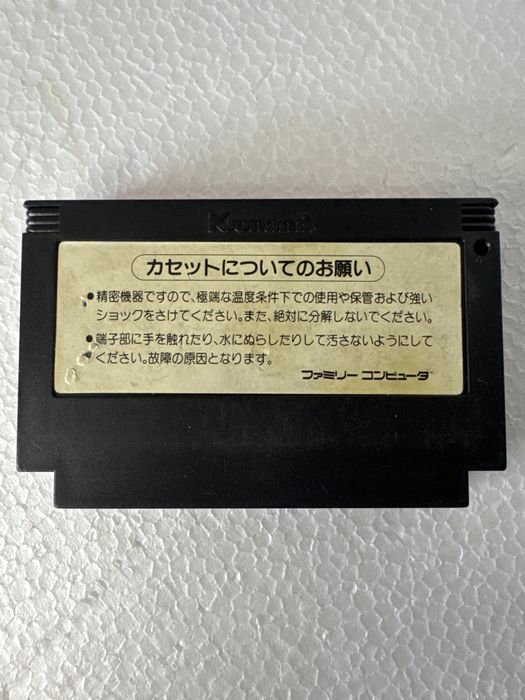 Konami
カセットについてのお願い
●精密機器ですので、極端な温度条件下での使用や保管および強い
ショックをさけてください。また、絶対に分解しないでください。
●端子部に手を触れたり、水にぬらしたりして汚さないようにして
ください。故障の原因となります。
ファミリー コンピュータ™